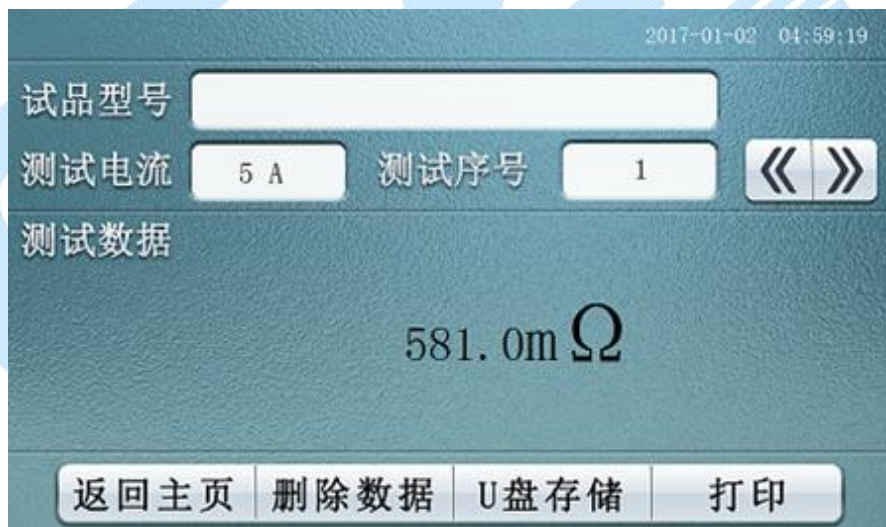 2017-01-02 04:59:19
试品型号
测试电流 5 A 测试序号 1 《 》
测试数据
581.0mΩ
返回主页 删除数据 U盘存储 打印